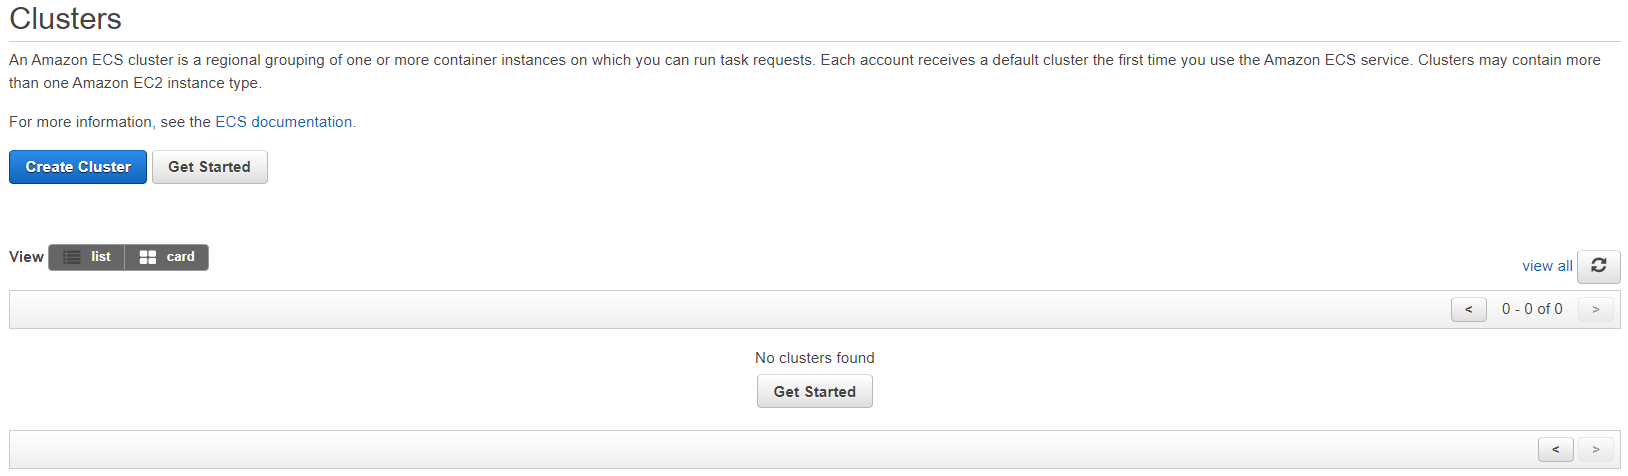 Clusters
An Amazon ECS cluster is a regional grouping of one or more container instances on which you can run task requests. Each account receives a default cluster the first time you use the Amazon ECS service. Clusters may contain more
than one Amazon EC2 instance type.
For more information, see the ECS documentation.
Create Cluster Get Started
View list card
view all
< 0 - 0 of 0 >
No clusters found
Get Started
< >